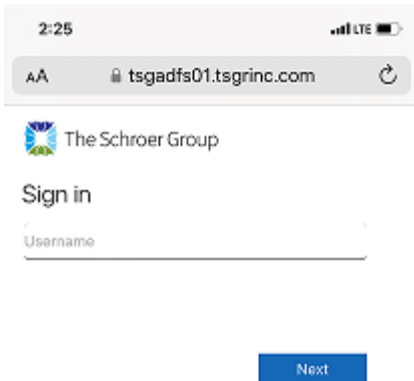 2:25
LTE
AA tsgadfs01.tsgrinc.com
The Schroer Group
Sign in
Username
Next